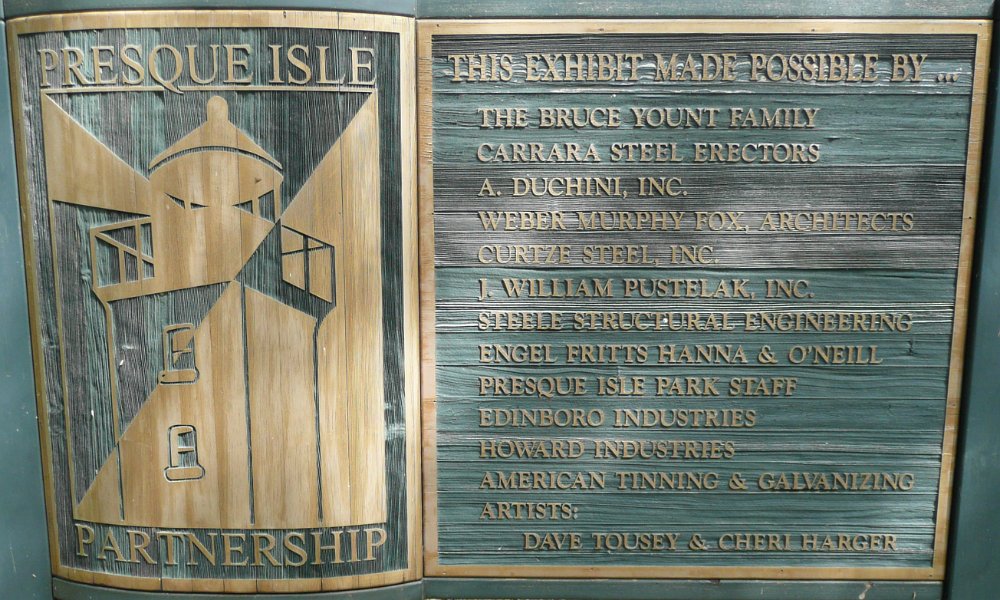 PRESQUE ISLE
PARTNERSHIP
THIS EXHIBIT MADE POSSIBLE BY ...
THE BRUCE YOUNT FAMILY
CARRARA STEEL ERECTORS
A. DUCHINI, INC.
WEBER MURPHY FOX, ARCHITECTS
CURTZE STEEL, INC.
J. WILLIAM PUSTELAK, INC.
STEELE STRUCTURAL ENGINEERING
ENGEL FRITTS HANNA & O'NEILL
PRESQUE ISLE PARK STAFF
EDINBORO INDUSTRIES
HOWARD INDUSTRIES
AMERICAN TINNING & GALVANIZING
ARTISTS:
DAVE TOUSEY & CHERI HARGER